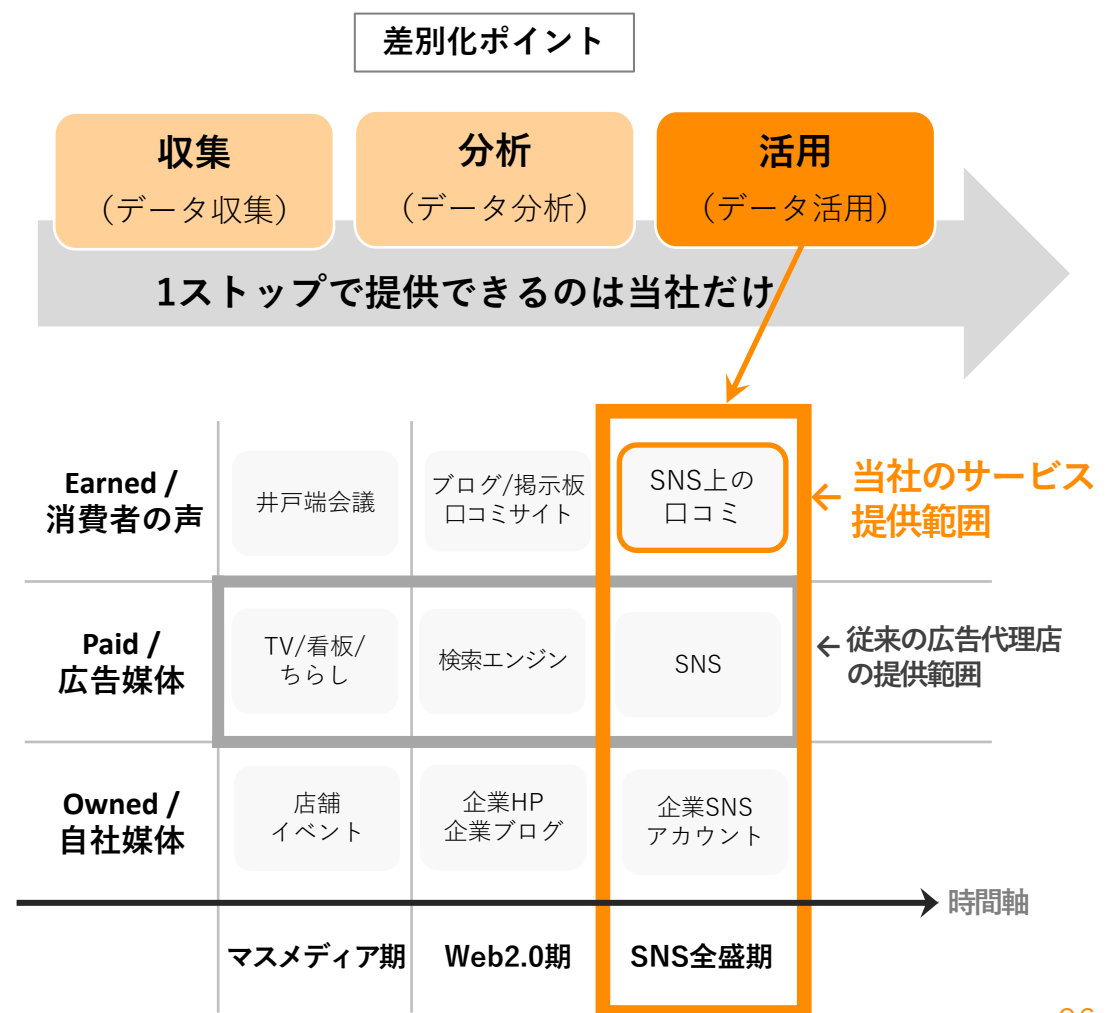 差別化ポイント
収集
（データ収集）
分析
（データ分析）
活用
（データ活用）
1ストップで提供できるのは当社だけ
Earned /
消費者の声
井戸端会議
ブログ/掲示板
口コミサイト
SNS上の
口コミ
←当社のサービス
提供範囲
Paid /
広告媒体
TV/看板/
ちらし
検索エンジン
SNS
←従来の広告代理店
の提供範囲
Owned /
自社媒体
店舗
イベント
企業HP
企業ブログ
企業SNS
アカウント
時間軸
マスメディア期
Web2.0期
SNS全盛期